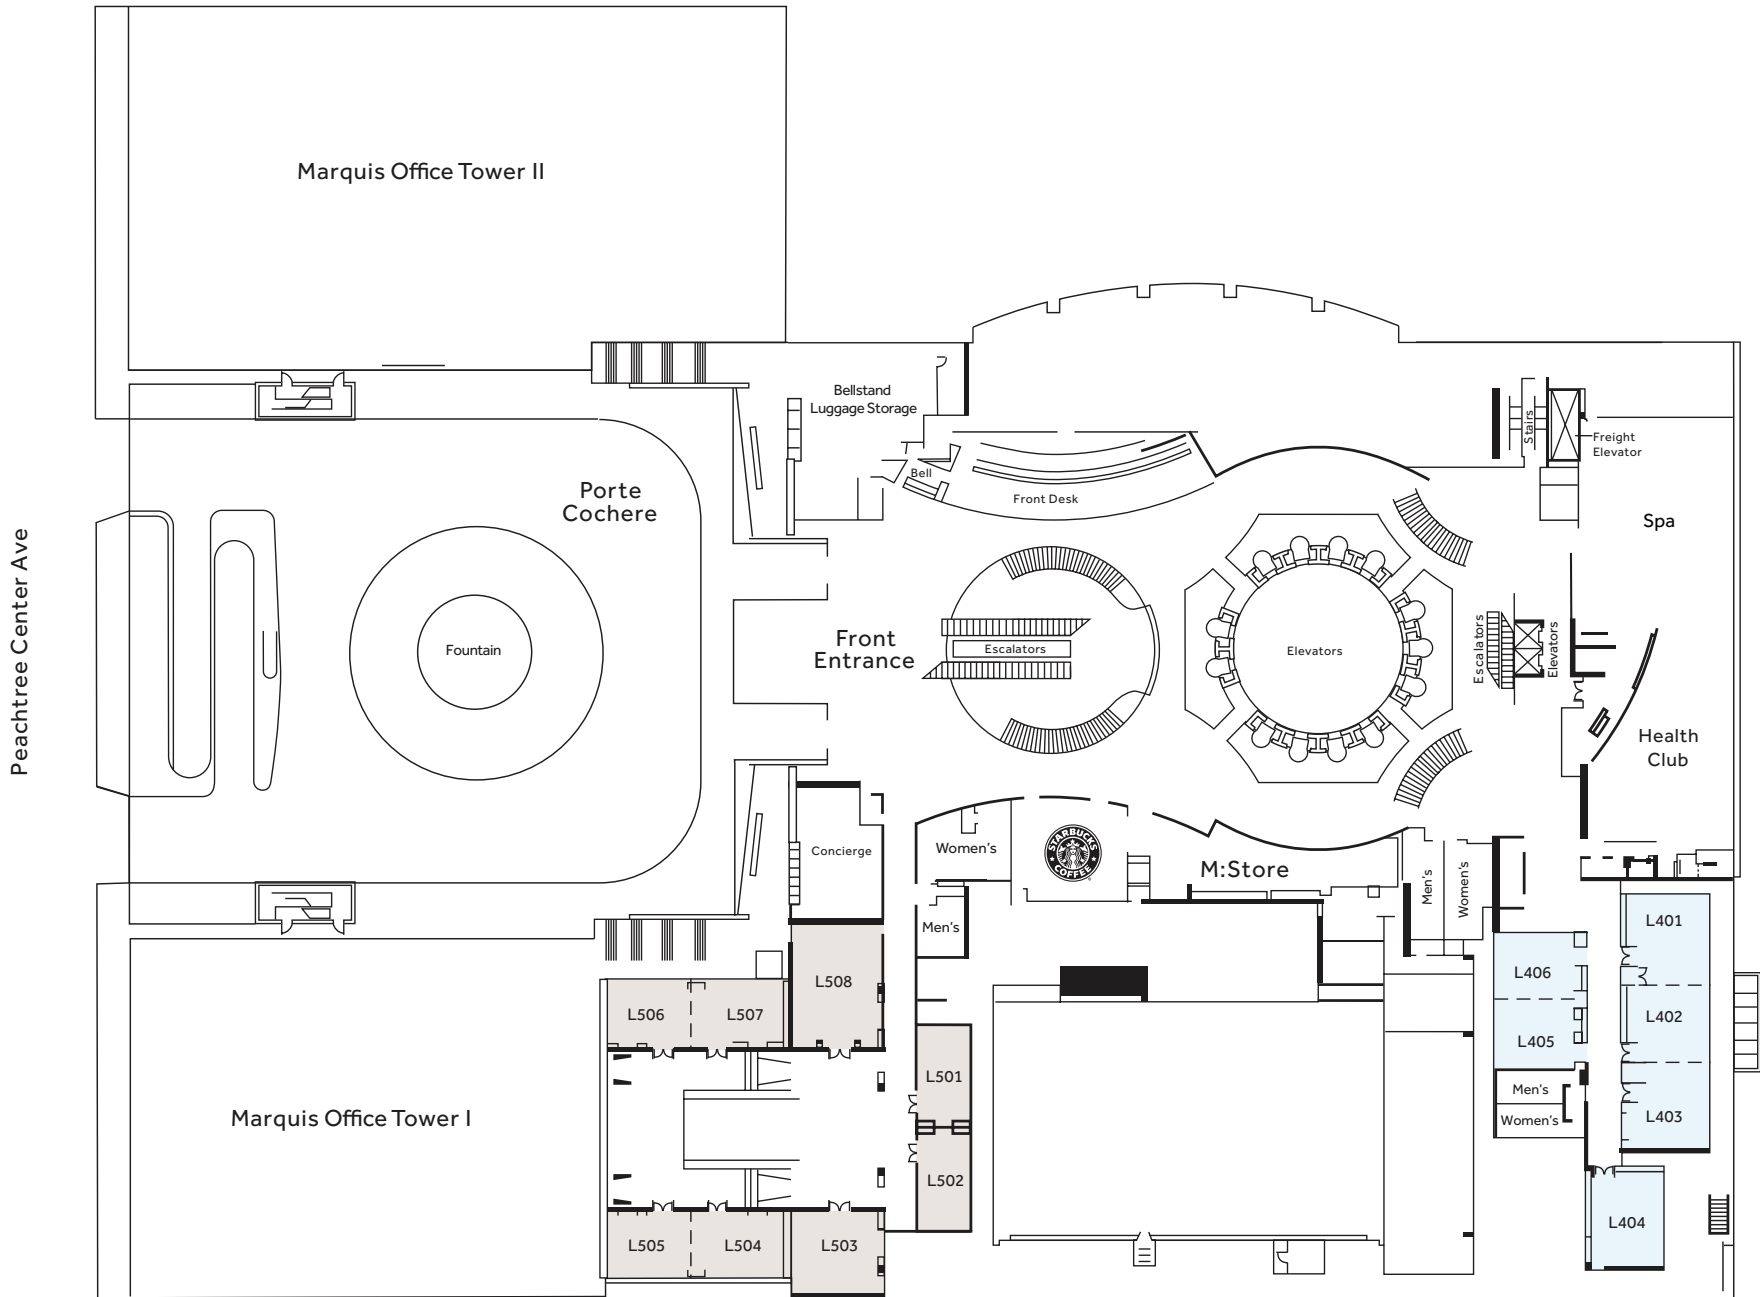 Marquis Office Tower II
Bellstand
Luggage Storage
Stairs
Freight
Elevator
Bell
Front Desk
Porte
Cochere
Spa
Peachtree Center Ave
Fountain
Front
Entrance
Escalators
Elevators
Escalators
Elevators
Health
Club
Concierge
Women's
STARBUCKS
COFFEE
M:Store
Men's
Women's
Men's
L401
L508
L406
L506
L507
L402
L405
L501
Men's
Women's
L403
Marquis Office Tower I
L502
L404
L505
L504
L503